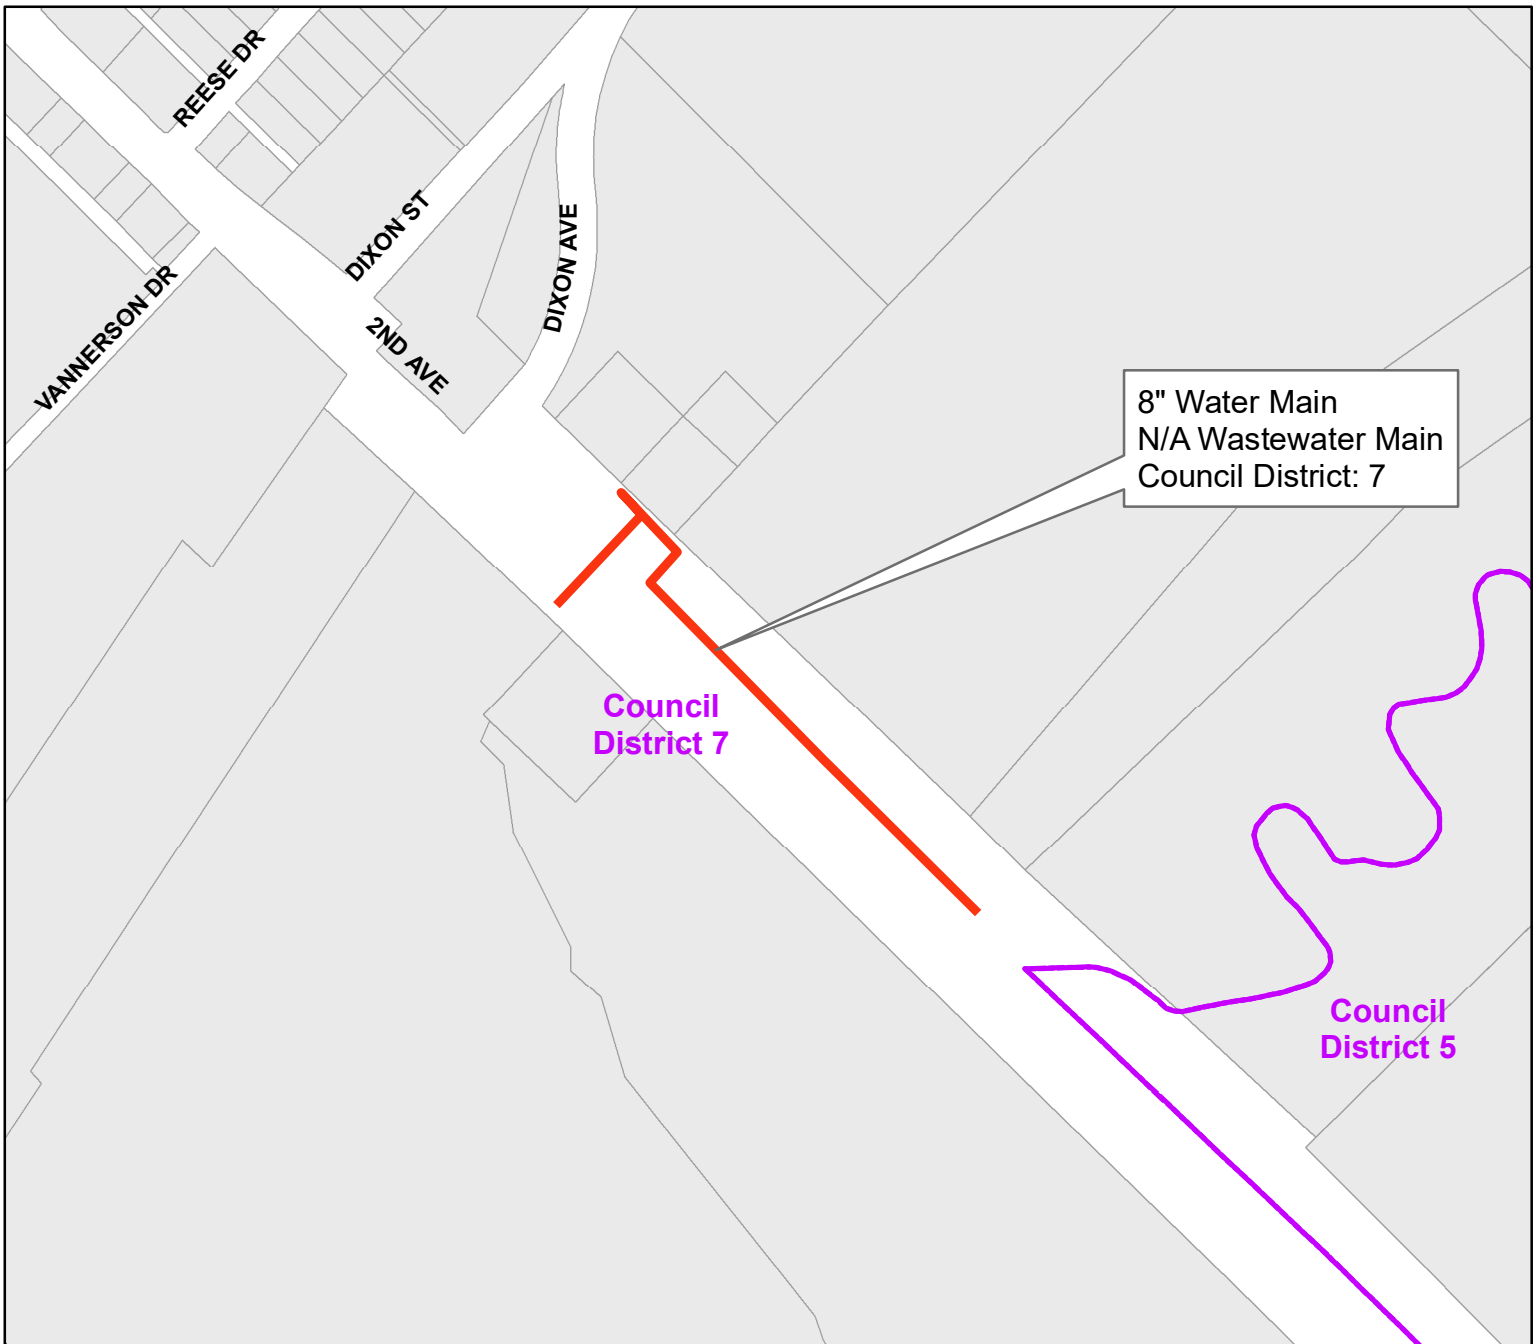 REESE DR
DIXON ST
DIXON AVE
VANNERSON DR
2ND AVE
8" Water Main
N/A Wastewater Main
Council District: 7
Council
District 7
Council
District 5